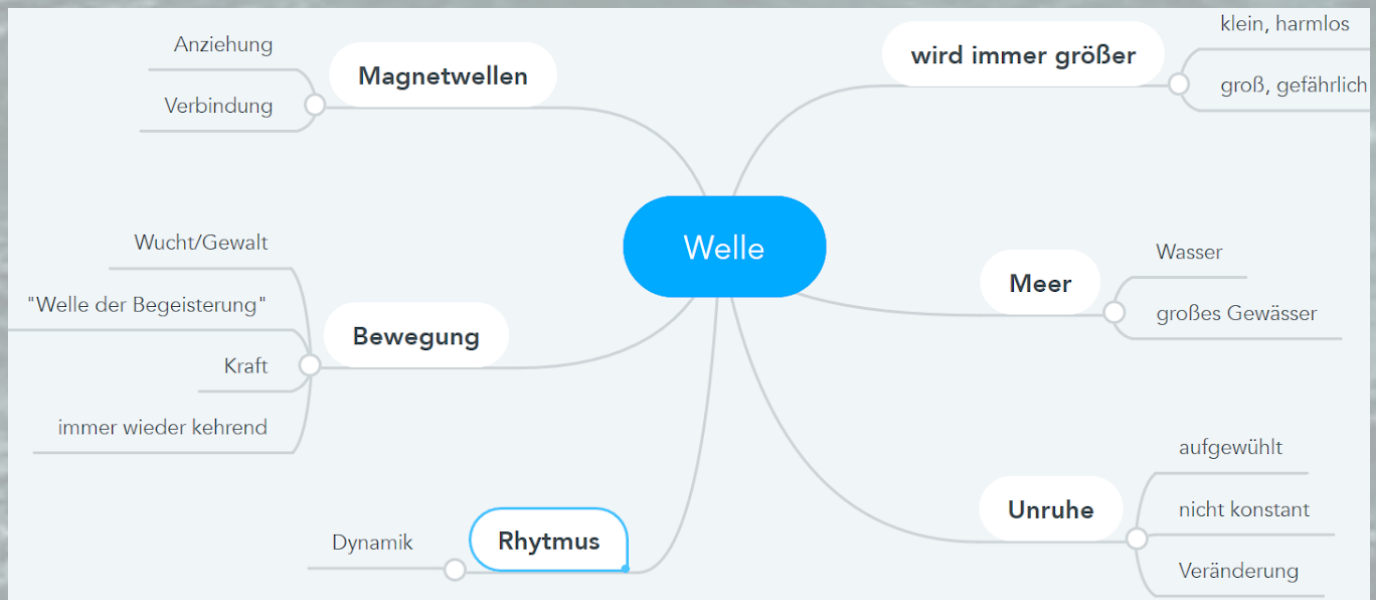 Welle
Magnetwellen
Anziehung
Verbindung
Bewegung
Wucht/Gewalt
"Welle der Begeisterung"
Kraft
immer wieder kehrend
Rhytmus
Dynamik
wird immer größer
klein, harmlos
groß, gefährlich
Meer
Wasser
großes Gewässer
Unruhe
aufgewühlt
nicht konstant
Veränderung